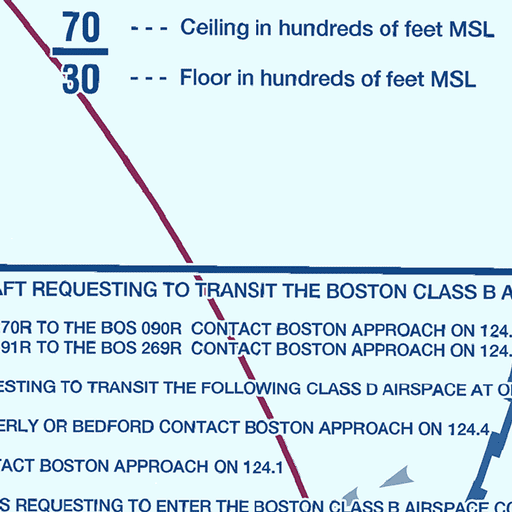 70 --- Ceiling in hundreds of feet MSL
30 --- Floor in hundreds of feet MSL
AFT REQUESTING TO TRANSIT THE BOSTON CLASS B A
70R TO THE BOS 090R CONTACT BOSTON APPROACH ON 124.
91R TO THE BOS 269R CONTACT BOSTON APPROACH ON 124.
ESTING TO TRANSIT THE FOLLOWING CLASS D AIRSPACE AT O
ERLY OR BEDFORD CONTACT BOSTON APPROACH ON 124.4
TACT BOSTON APPROACH ON 124.1
S REQUESTING TO ENTER THE BOSTON CLASS B AIRSPACE CO